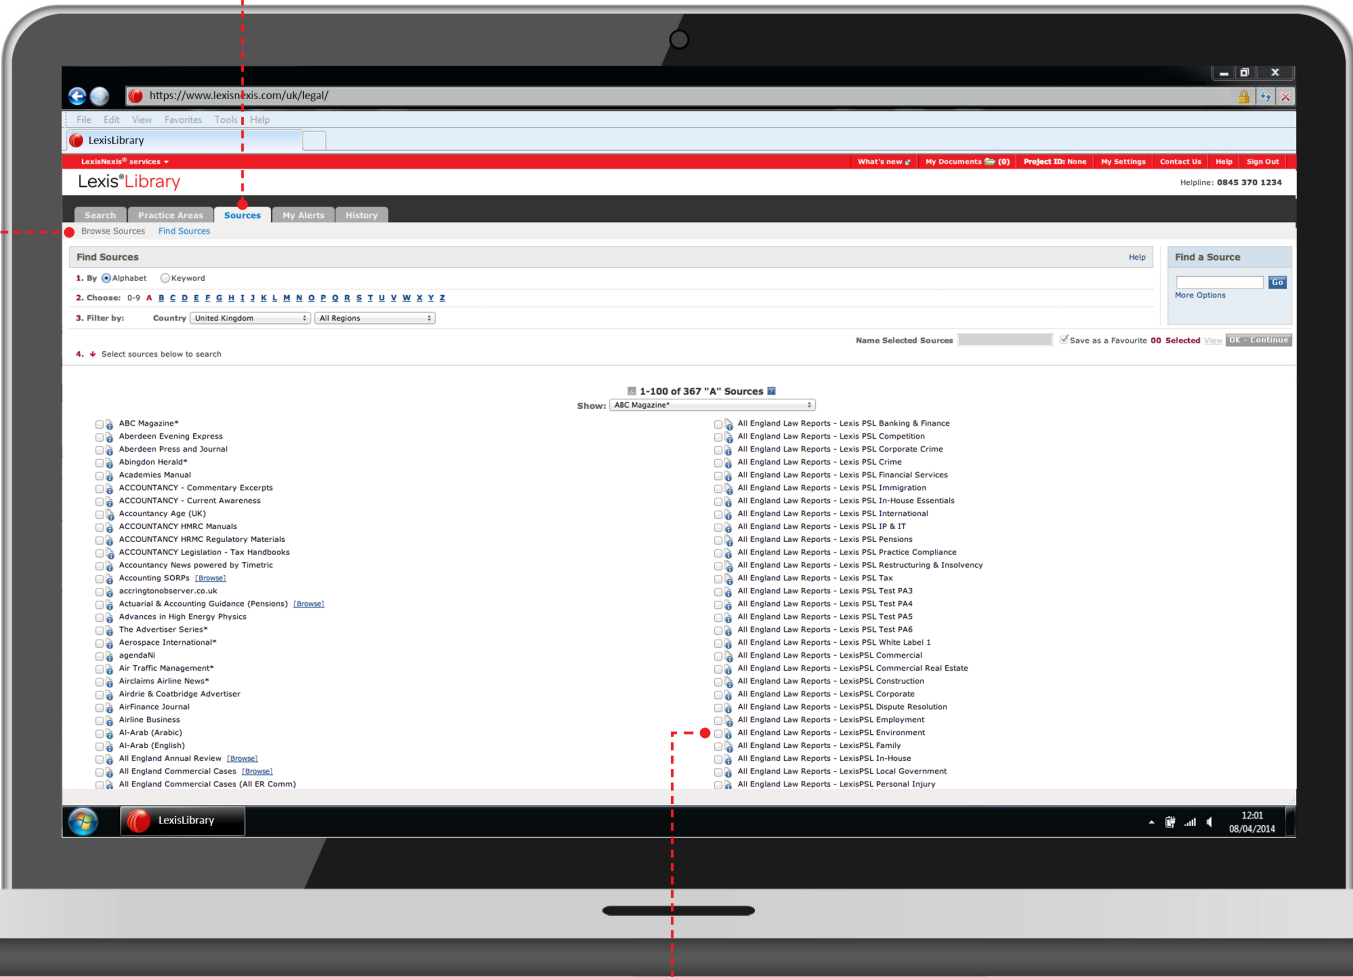 https://www.lexisnexis.com/uk/legal/
File Edit View Favorites Tools Help
LexisLibrary
LexisNexis® services What's new My Documents (0) Project ID: None My Settings Contact Us Help Sign Out
Lexis®Library Helpline: 0845 370 1234
Search Practice Areas Sources My Alerts History
Browse Sources Find Sources
Find Sources Help Find a Source
1. By Alphabet Keyword
Go
2. Choose: 0-9 A B C D E F G H I J K L M N O P Q R S T U V W X Y Z
More Options
3. Filter by: Country United Kingdom All Regions
Name Selected Sources Save as a Favourite 00 Selected View OK - Continue
4. Select sources below to search
1-100 of 367 "A" Sources
Show: ABC Magazine*
ABC Magazine*
Aberdeen Evening Express
Aberdeen Press and Journal
Abingdon Herald*
Academies Manual
ACCOUNTANCY - Commentary Excerpts
ACCOUNTANCY - Current Awareness
Accountancy Age (UK)
ACCOUNTANCY HMRC Manuals
ACCOUNTANCY HRMC Regulatory Materials
ACCOUNTANCY Legislation - Tax Handbooks
Accountancy News powered by Timetric
Accounting SORPs [Browse]
accringtonobserver.co.uk
Actuarial & Accounting Guidance (Pensions) [Browse]
Advances in High Energy Physics
The Advertiser Series*
Aerospace International*
agendaNi
Air Traffic Management*
Airclaims Airline News*
Airdrie & Coatbridge Advertiser
AirFinance Journal
Airline Business
Al-Arab (Arabic)
Al-Arab (English)
All England Annual Review [Browse]
All England Commercial Cases [Browse]
All England Commercial Cases (All ER Comm)
All England Law Reports - Lexis PSL Banking & Finance
All England Law Reports - Lexis PSL Competition
All England Law Reports - Lexis PSL Corporate Crime
All England Law Reports - Lexis PSL Crime
All England Law Reports - Lexis PSL Financial Services
All England Law Reports - Lexis PSL Immigration
All England Law Reports - Lexis PSL In-House Essentials
All England Law Reports - Lexis PSL International
All England Law Reports - Lexis PSL IP & IT
All England Law Reports - Lexis PSL Pensions
All England Law Reports - Lexis PSL Practice Compliance
All England Law Reports - Lexis PSL Restructuring & Insolvency
All England Law Reports - Lexis PSL Tax
All England Law Reports - Lexis PSL Test PA3
All England Law Reports - Lexis PSL Test PA4
All England Law Reports - Lexis PSL Test PA5
All England Law Reports - Lexis PSL Test PA6
All England Law Reports - Lexis PSL White Label 1
All England Law Reports - LexisPSL Commercial
All England Law Reports - LexisPSL Commercial Real Estate
All England Law Reports - LexisPSL Construction
All England Law Reports - LexisPSL Corporate
All England Law Reports - LexisPSL Dispute Resolution
All England Law Reports - LexisPSL Employment
All England Law Reports - LexisPSL Environment
All England Law Reports - LexisPSL Family
All England Law Reports - LexisPSL In-House
All England Law Reports - LexisPSL Local Government
All England Law Reports - LexisPSL Personal Injury
LexisLibrary
12:01
08/04/2014